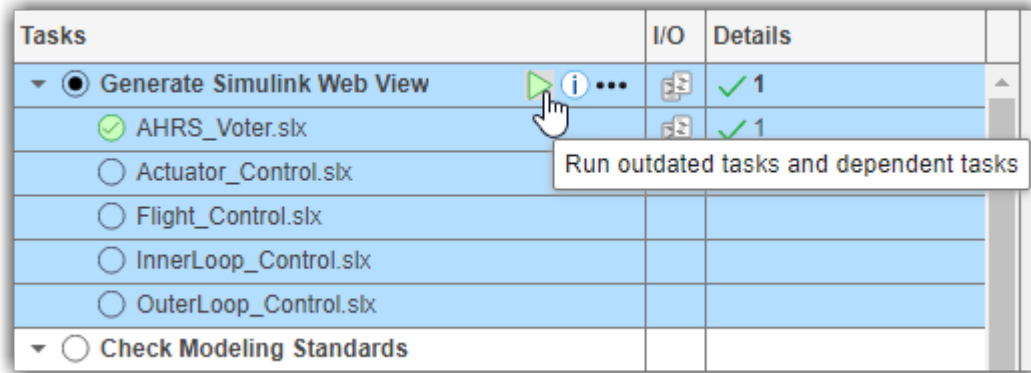 Tasks I/O Details
Generate Simulink Web View i ••• 1
AHRS_Voter.slx 1
Run outdated tasks and dependent tasks
Actuator_Control.slx
Flight_Control.slx
InnerLoop_Control.slx
OuterLoop_Control.slx
Check Modeling Standards